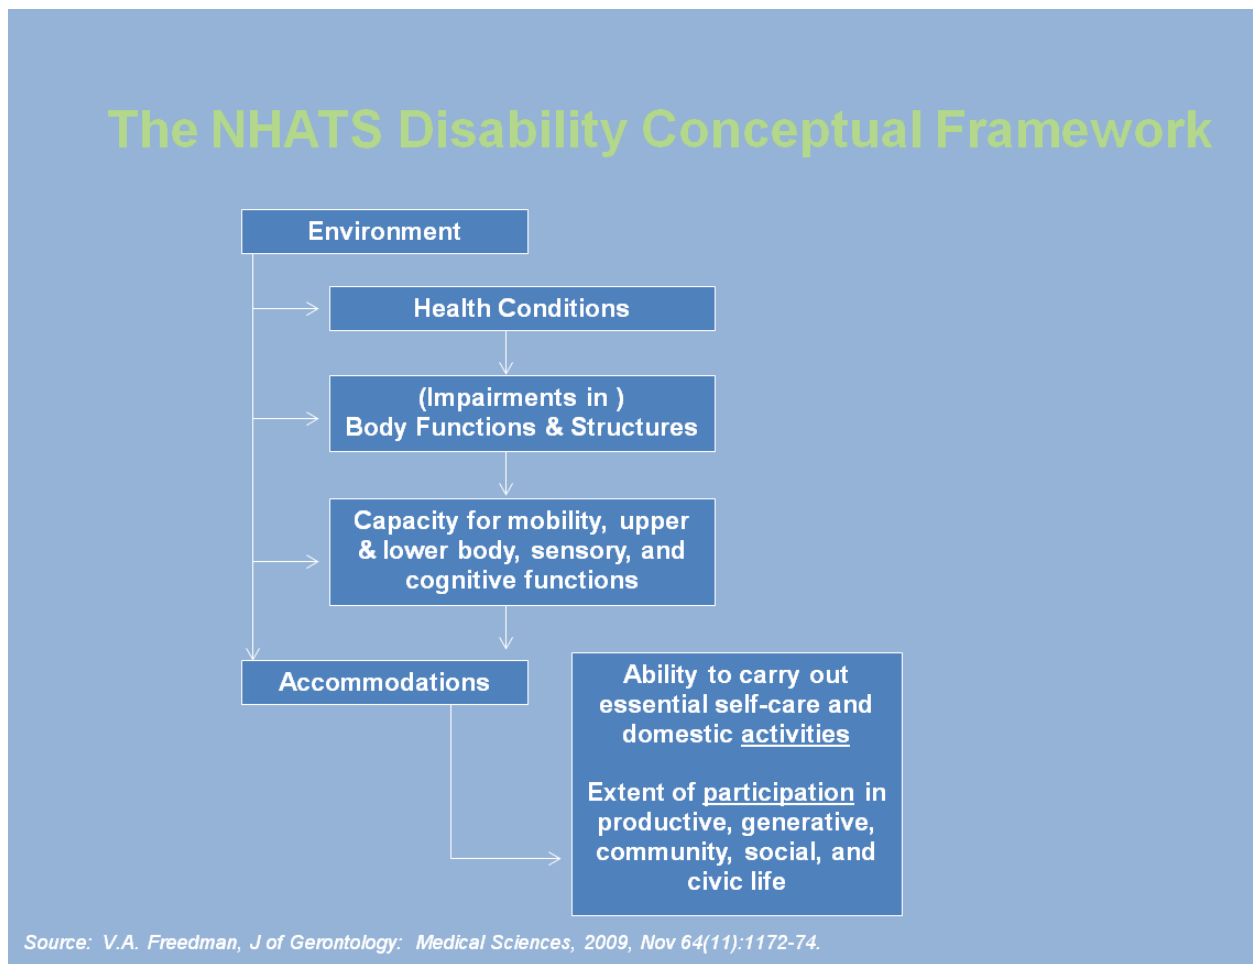 The NHATS Disability Conceptual Framework
Environment
Health Conditions
(Impairments in )
Body Functions & Structures
Capacity for mobility, upper
& lower body, sensory, and
cognitive functions
Accommodations
Ability to carry out
essential self-care and
domestic activities
Extent of participation in
productive, generative,
community, social, and
civic life
Source:  V.A. Freedman, J of Gerontology:  Medical Sciences, 2009, Nov 64(11):1172-74.